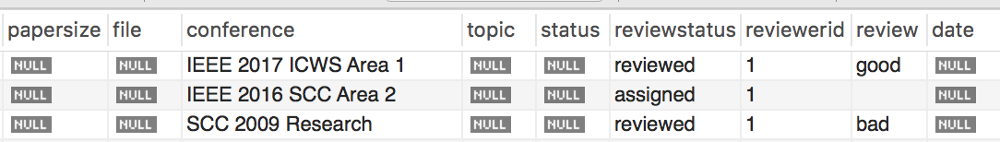 papersize file conference topic status reviewstatus reviewerid review date
NULL NULL IEEE 2017 ICWS Area 1 NULL NULL reviewed 1 good NULL
NULL NULL IEEE 2016 SCC Area 2 NULL NULL assigned 1 NULL
NULL NULL SCC 2009 Research NULL NULL reviewed 1 bad NULL